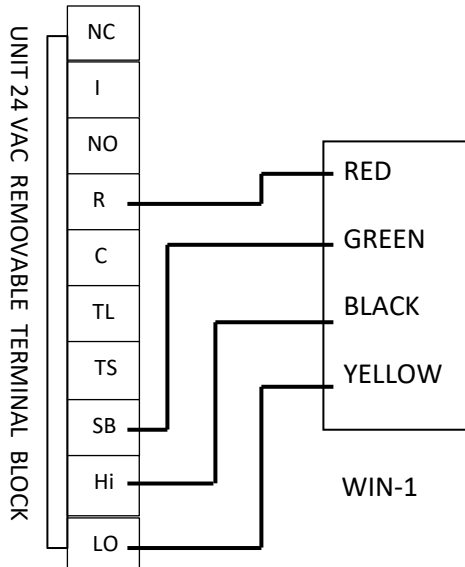 UNIT 24 VAC REMOVABLE TERMINAL BLOCK
NC
I
NO
R
C
TL
TS
SB
Hi
LO
RED
GREEN
BLACK
YELLOW
WIN-1